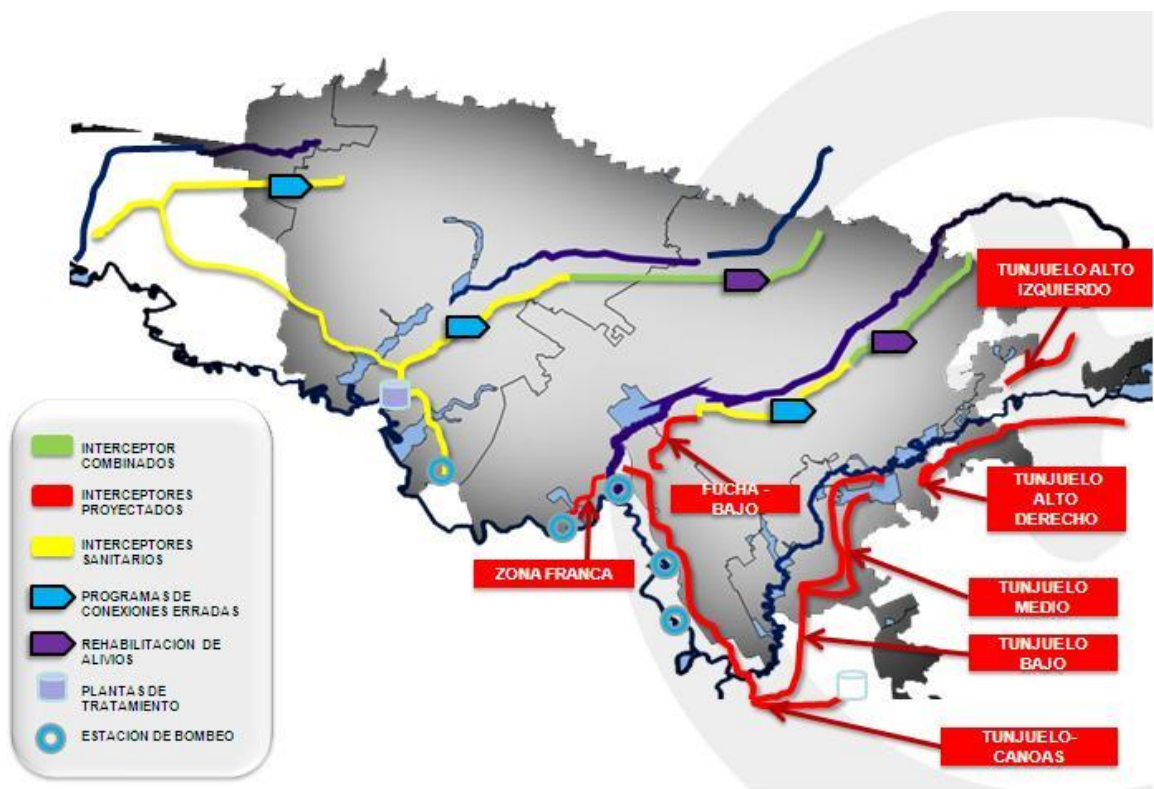 TUNJUELO ALTO
IZQUIERDO
INTERCEPTOR
COMBINADOS
INTERCEPTORES
PROYECTADOS
INTERCEPTORES
SANITARIOS
PROGRAMAS DE
CONEXIONES ERRADAS
REHABILITACIÓN DE
ALIVIOS
PLANTAS DE
TRATAMIENTO
ESTACIÓN DE BOMBEO
FUCHA -
BAJO
ZONA FRANCA
TUNJUELO
ALTO
DERECHO
TUNJUELO
MEDIO
TUNJUELO
BAJO
TUNJUELO-
CANOAS